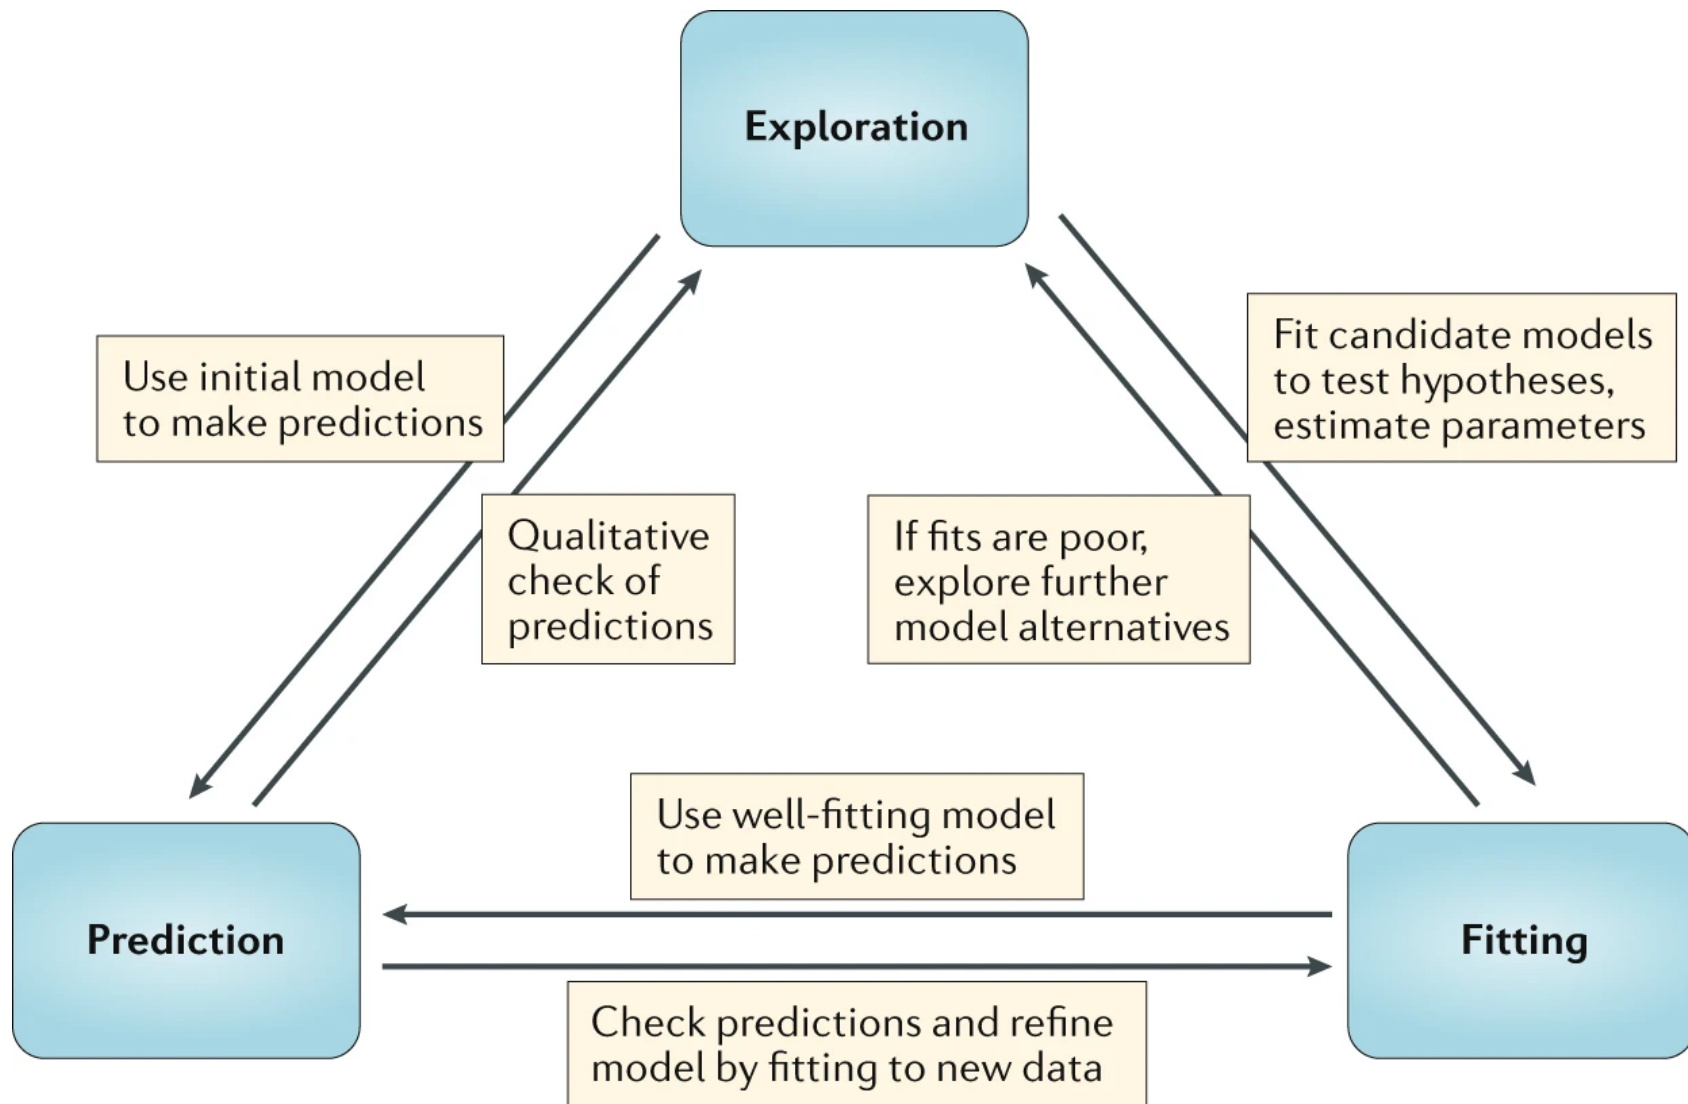 Exploration
Use initial model
to make predictions
Qualitative
check of
predictions
Fit candidate models
to test hypotheses,
estimate parameters
If fits are poor,
explore further
model alternatives
Use well-fitting model
to make predictions
Prediction
Fitting
Check predictions and refine
model by fitting to new data